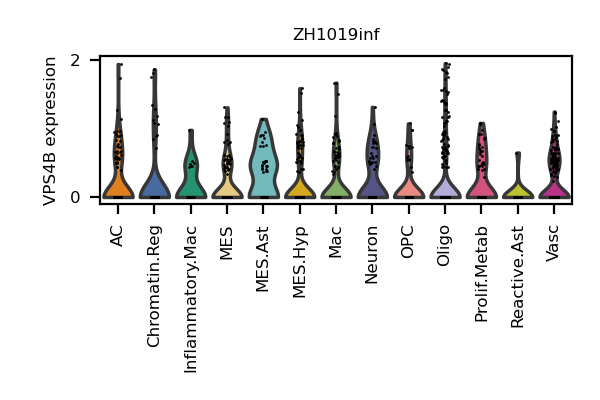 ZH1019inf
VPS4B expression
2
0
AC
Chromatin.Reg
Inflammatory.Mac
MES
MES.Ast
MES.Hyp
Mac
Neuron
OPC
Oligo
Prolif.Metab
Reactive.Ast
Vasc